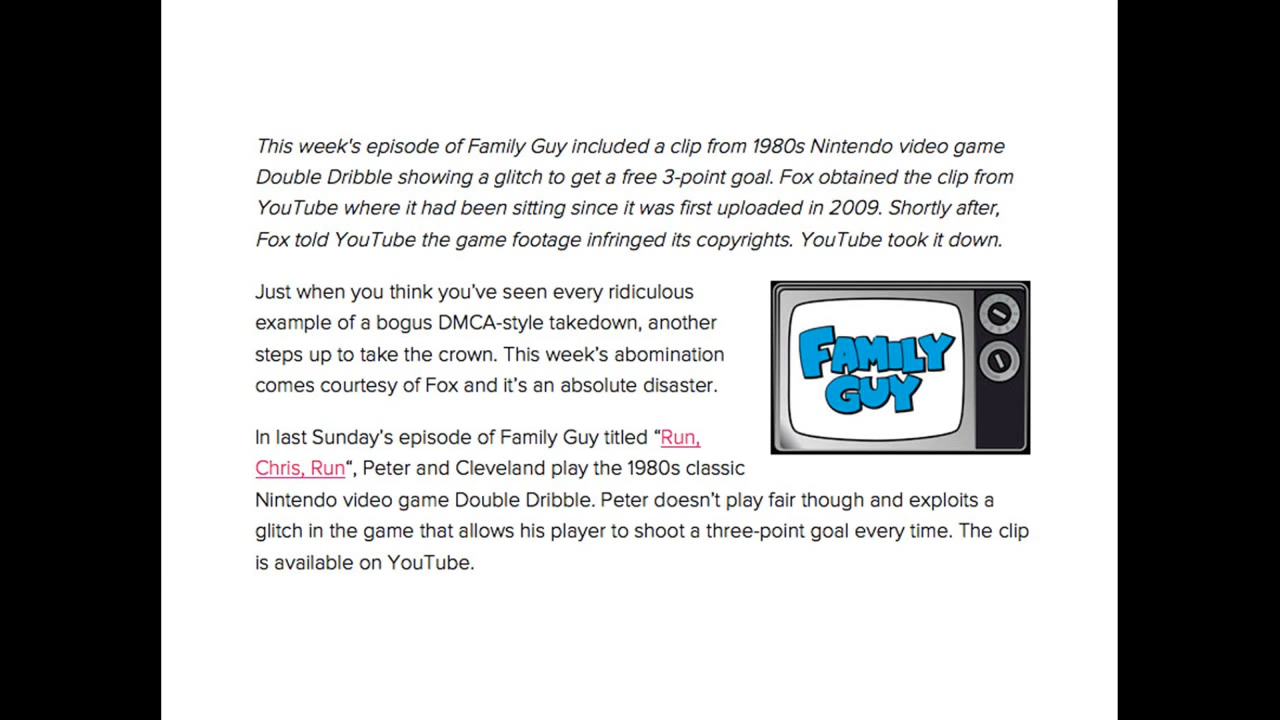 This week's episode of Family Guy included a clip from 1980s Nintendo video game
Double Dribble showing a glitch to get a free 3-point goal. Fox obtained the clip from
YouTube where it had been sitting since it was first uploaded in 2009. Shortly after,
Fox told YouTube the game footage infringed its copyrights. YouTube took it down.
Just when you think you’ve seen every ridiculous
example of a bogus DMCA-style takedown, another
steps up to take the crown. This week’s abomination
comes courtesy of Fox and it’s an absolute disaster.
FAMILY
GUY
In last Sunday’s episode of Family Guy titled “Run,
Chris, Run“, Peter and Cleveland play the 1980s classic
Nintendo video game Double Dribble. Peter doesn’t play fair though and exploits a
glitch in the game that allows his player to shoot a three-point goal every time. The clip
is available on YouTube.